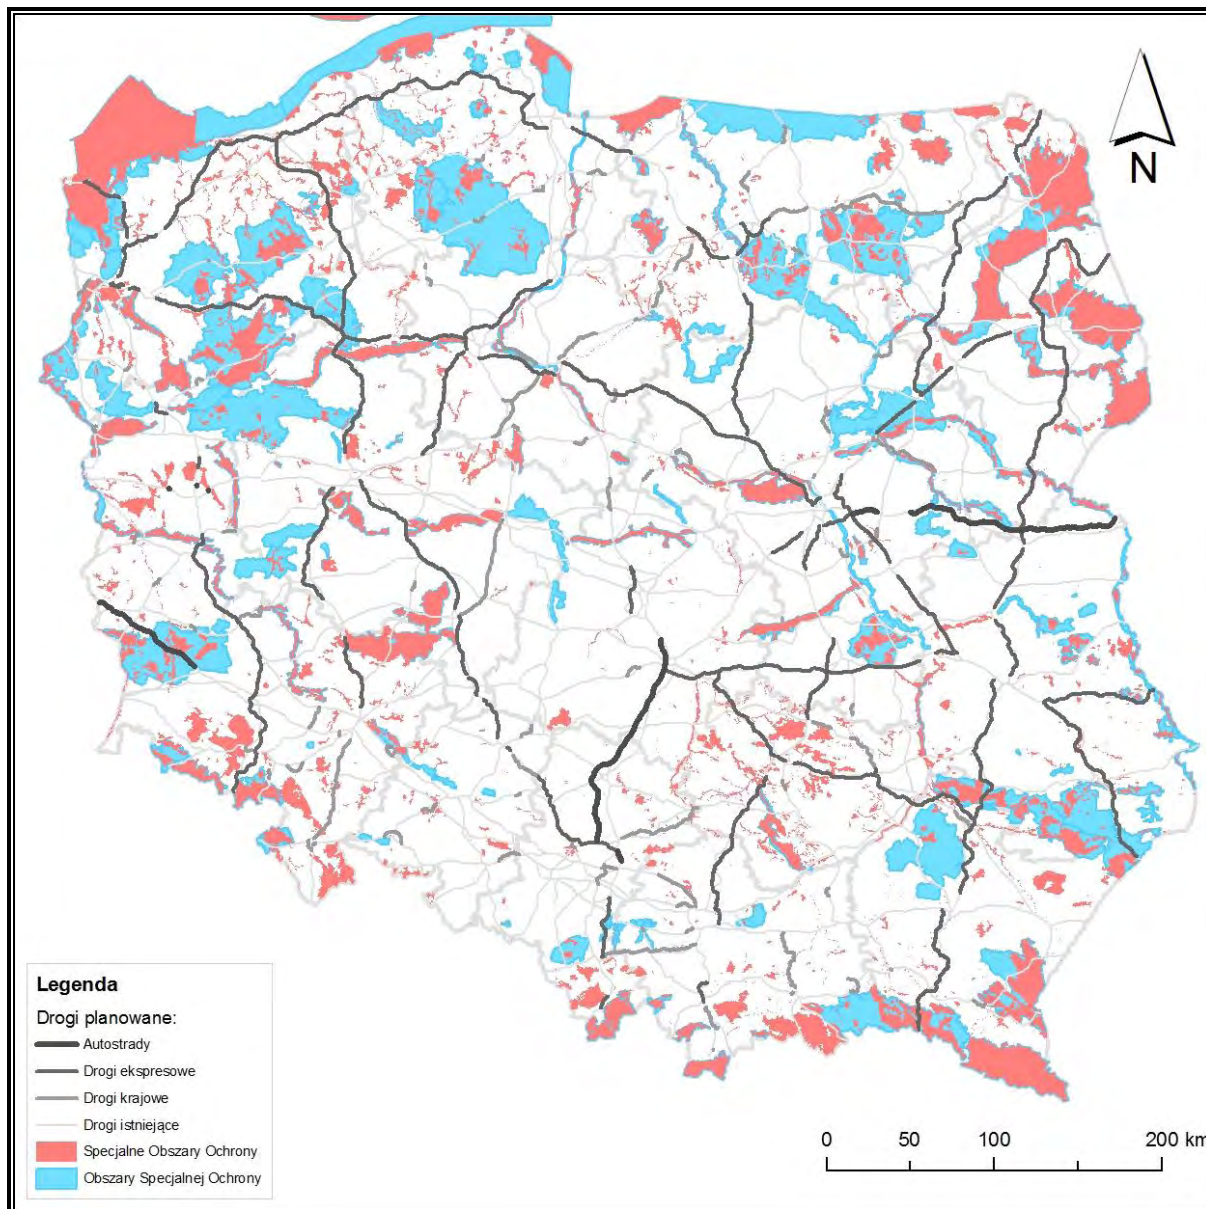 N
Legenda
Drogi planowane:
Autostrady
Drogi ekspresowe
Drogi krajowe
Drogi istniejące
Specjalne Obszary Ochrony
Obszary Specjalnej Ochrony
0 50 100 200 km